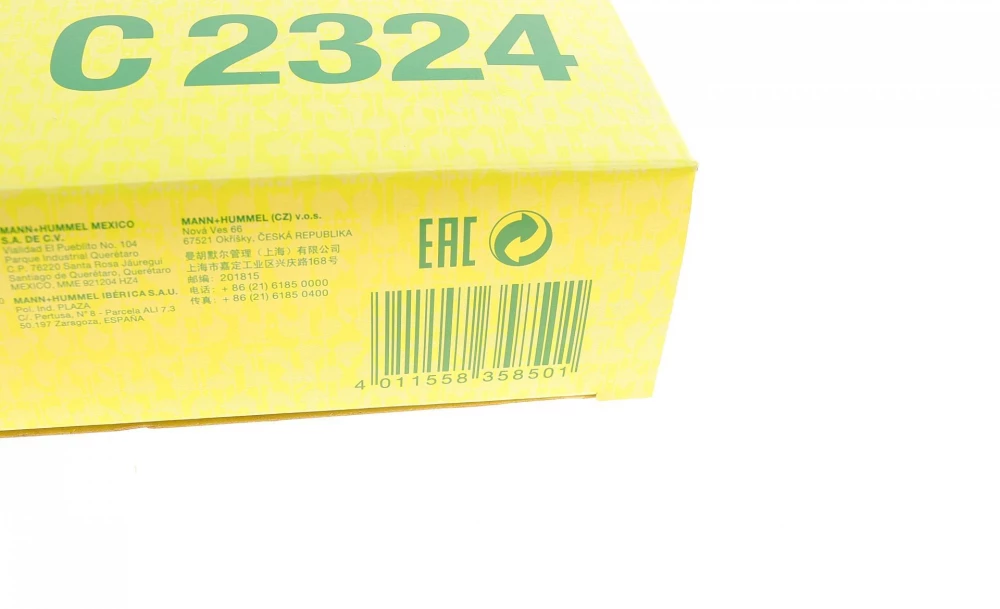 C 2324
MANN+HUMMEL MEXICO
S.A. DE C.V.
Vialidad El Pueblito No. 104
Parque Industrial Querétaro
C.P. 76220 Santa Rosa Jáuregui
Santiago de Querétaro, Querétaro
MEXICO, MME 921204 HZ4
MANN+HUMMEL IBÉRICA S.A.U.
Pol. Ind. PLAZA
C/. Pertusa, Nº 8 - Parcela ALI 7.3
50.197 Zaragoza, ESPAÑA
MANN+HUMMEL (CZ) v.o.s.
Nová Ves 66
67521 Okříšky, ČESKÁ REPUBLIKA
曼胡默尔管理（上海）有限公司
上海市嘉定工业区兴庆路168号
邮编: 201815
电话: + 86 (21) 6185 0000
传真: + 86 (21) 6185 0400
EAC
4 011558 358501